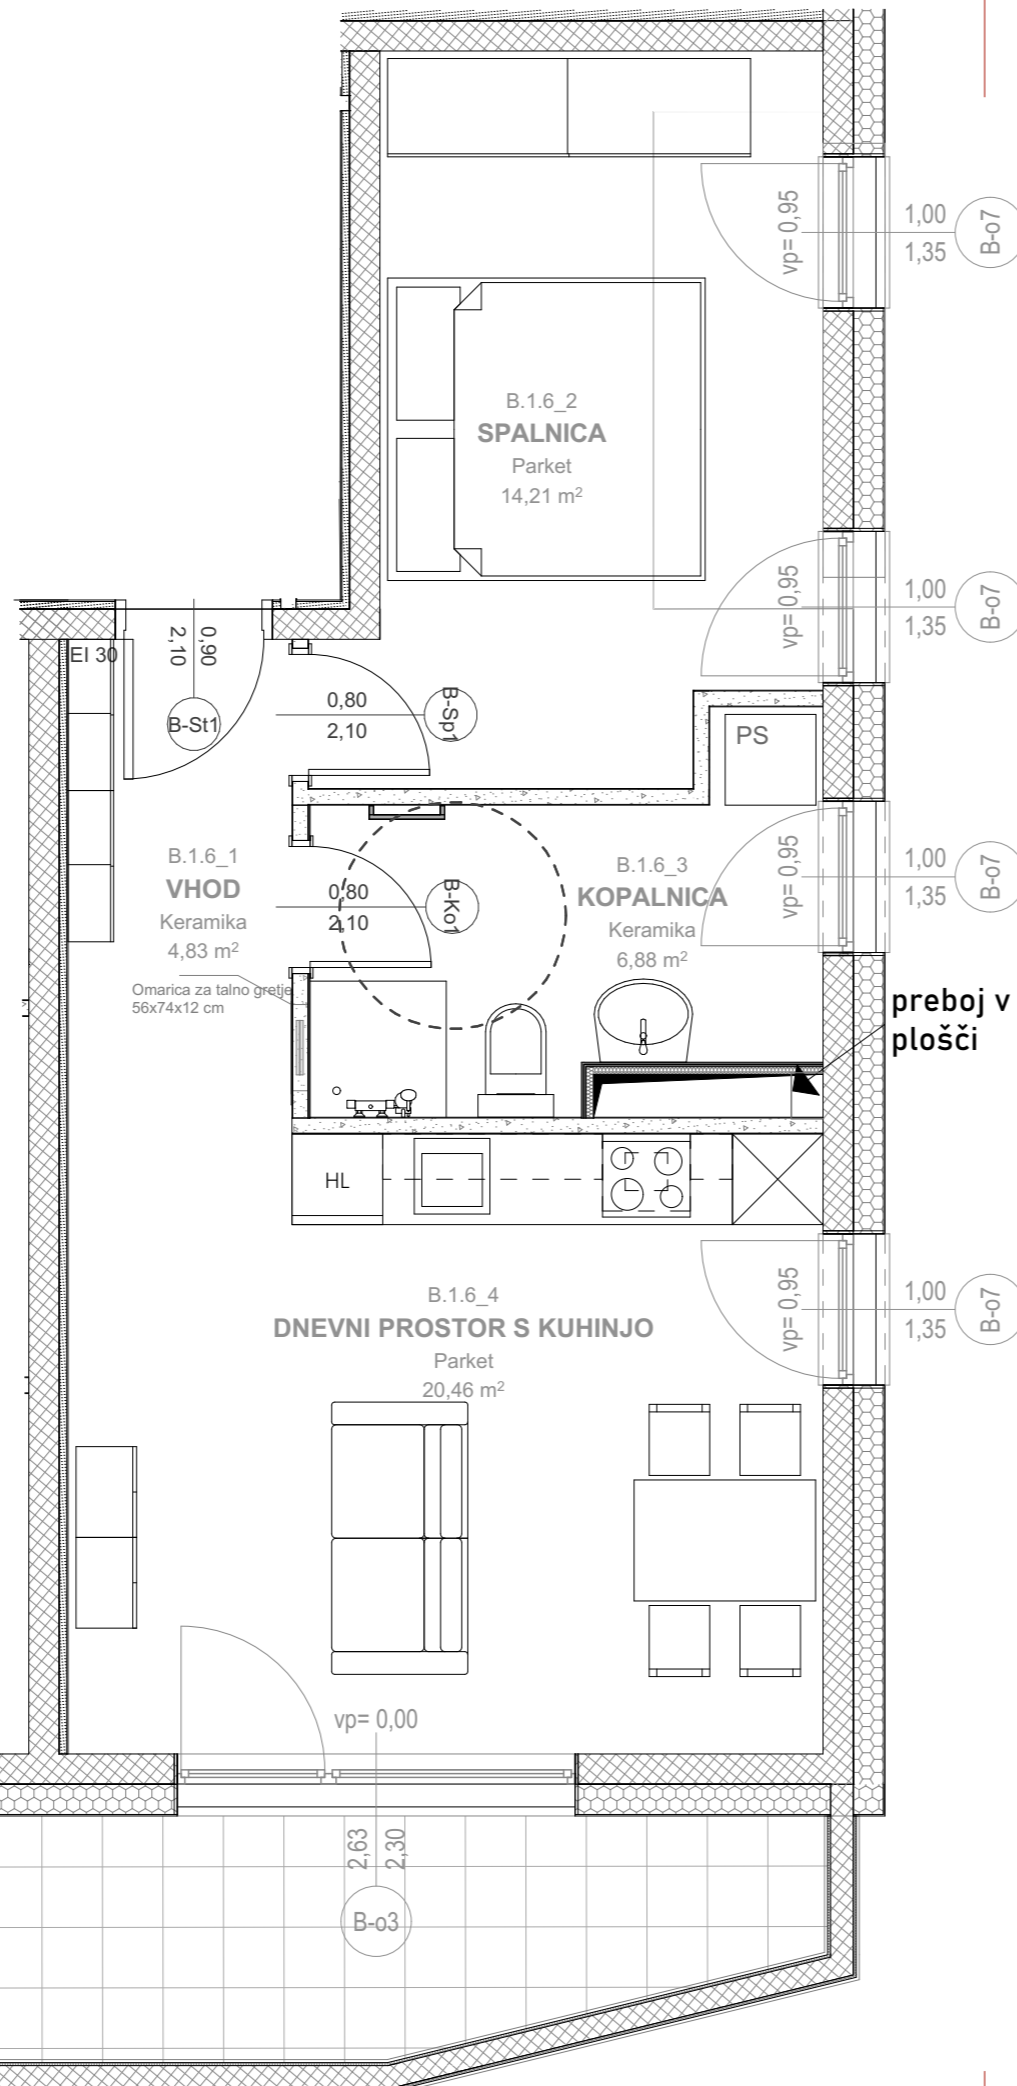 vp= 0,95
1,00
1,35
B-o7
B.1.6_2
SPALNICA
Parket
14,21 m²
vp= 0,95
1,00
1,35
B-o7
EI 30
0,90
2,10
B-St1
0,80
2,10
B-Sp1
PS
B.1.6_1
VHOD
Keramika
4,83 m²
Omarica za talno gretje
56x74x12 cm
0,80
2,10
B-Ko1
B.1.6_3
KOPALNICA
Keramika
6,88 m²
vp= 0,95
1,00
1,35
B-o7
preboj v
plošči
HL
B.1.6_4
DNEVNI PROSTOR S KUHINJO
Parket
20,46 m²
vp= 0,95
1,00
1,35
B-o7
vp= 0,00
2,63
2,30
B-o3